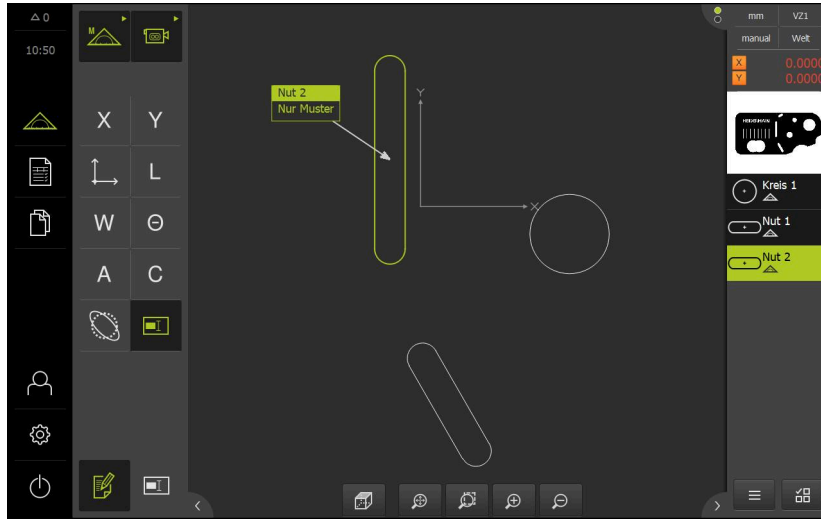 0
10:50
M
X
Y
L
W
Θ
A
C
Nut 2
Nur Muster
Y
X
mm
VZ1
manual
Welt
X 0.0000
Y 0.0000
HEIDENHAIN
Kreis 1
Nut 1
Nut 2